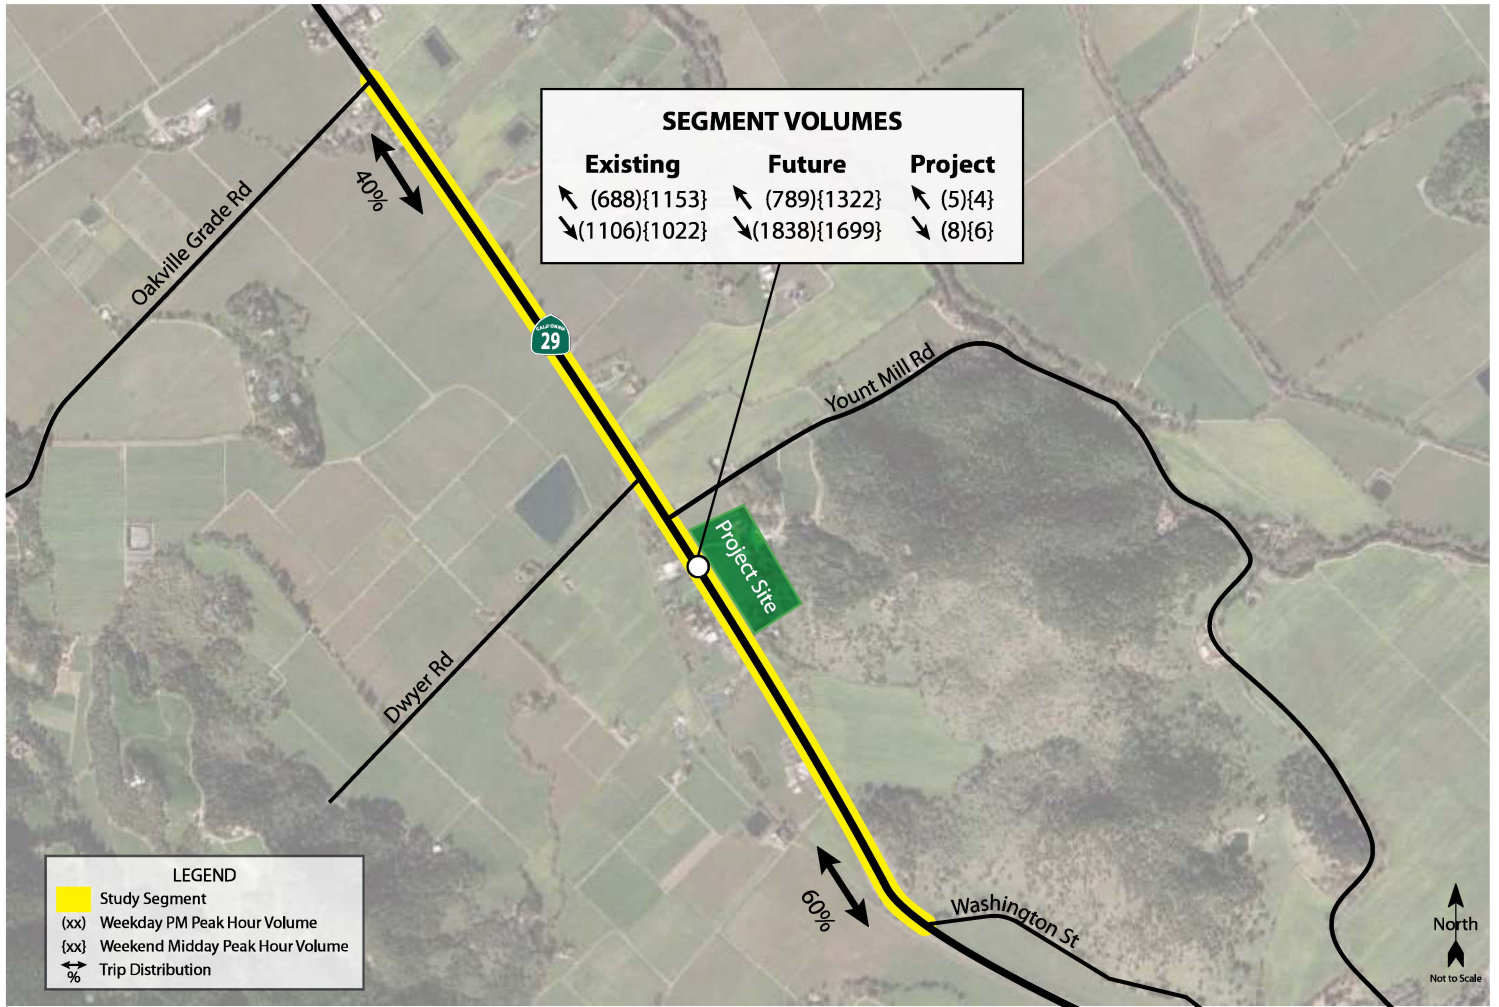 SEGMENT VOLUMES
Existing Future Project
(688){1153} (789){1322} (5){4}
(1106){1022} (1838){1699} (8){6}
40%
Oakville Grade Rd
CALIFORNIA
29
Yount Mill Rd
Project Site
Dwyer Rd
60%
Washington St
LEGEND
Study Segment
(xx) Weekday PM Peak Hour Volume
{xx} Weekend Midday Peak Hour Volume
% Trip Distribution
North
Not to Scale